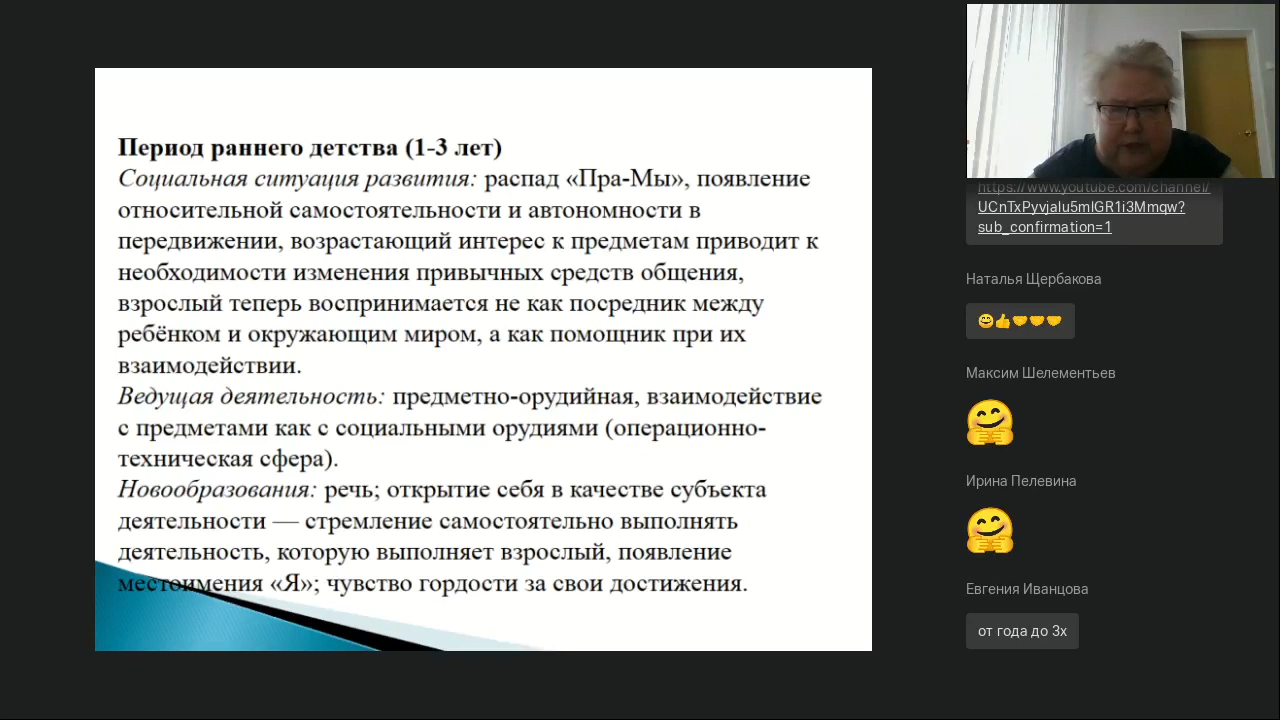 Период раннего детства (1-3 лет)
Социальная ситуация развития: распад «Пра-Мы», появление
относительной самостоятельности и автономности в
передвижении, возрастающий интерес к предметам приводит к
необходимости изменения привычных средств общения,
взрослый теперь воспринимается не как посредник между
ребёнком и окружающим миром, а как помощник при их
взаимодействии.
Ведущая деятельность: предметно-орудийная, взаимодействие
с предметами как с социальными орудиями (операционно-
техническая сфера).
Новообразования: речь; открытие себя в качестве субъекта
деятельности — стремление самостоятельно выполнять
деятельность, которую выполняет взрослый, появление
местоимения «Я»; чувство гордости за свои достижения.
https://www.youtube.com/channel/
UCnTxPyvjalu5mlGR1i3Mmqw?
sub_confirmation=1
Наталья Щербакова
Максим Шелементьев
Ирина Пелевина
Евгения Иванцова
от года до 3х